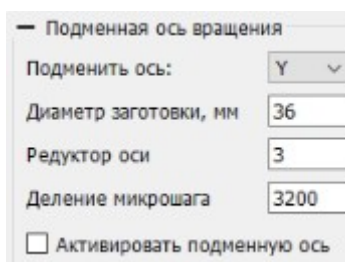 Подменная ось вращения
Подменить ось: Y
Диаметр заготовки, мм 36
Редуктор оси 3
Деление микрошага 3200
Активировать подменную ось